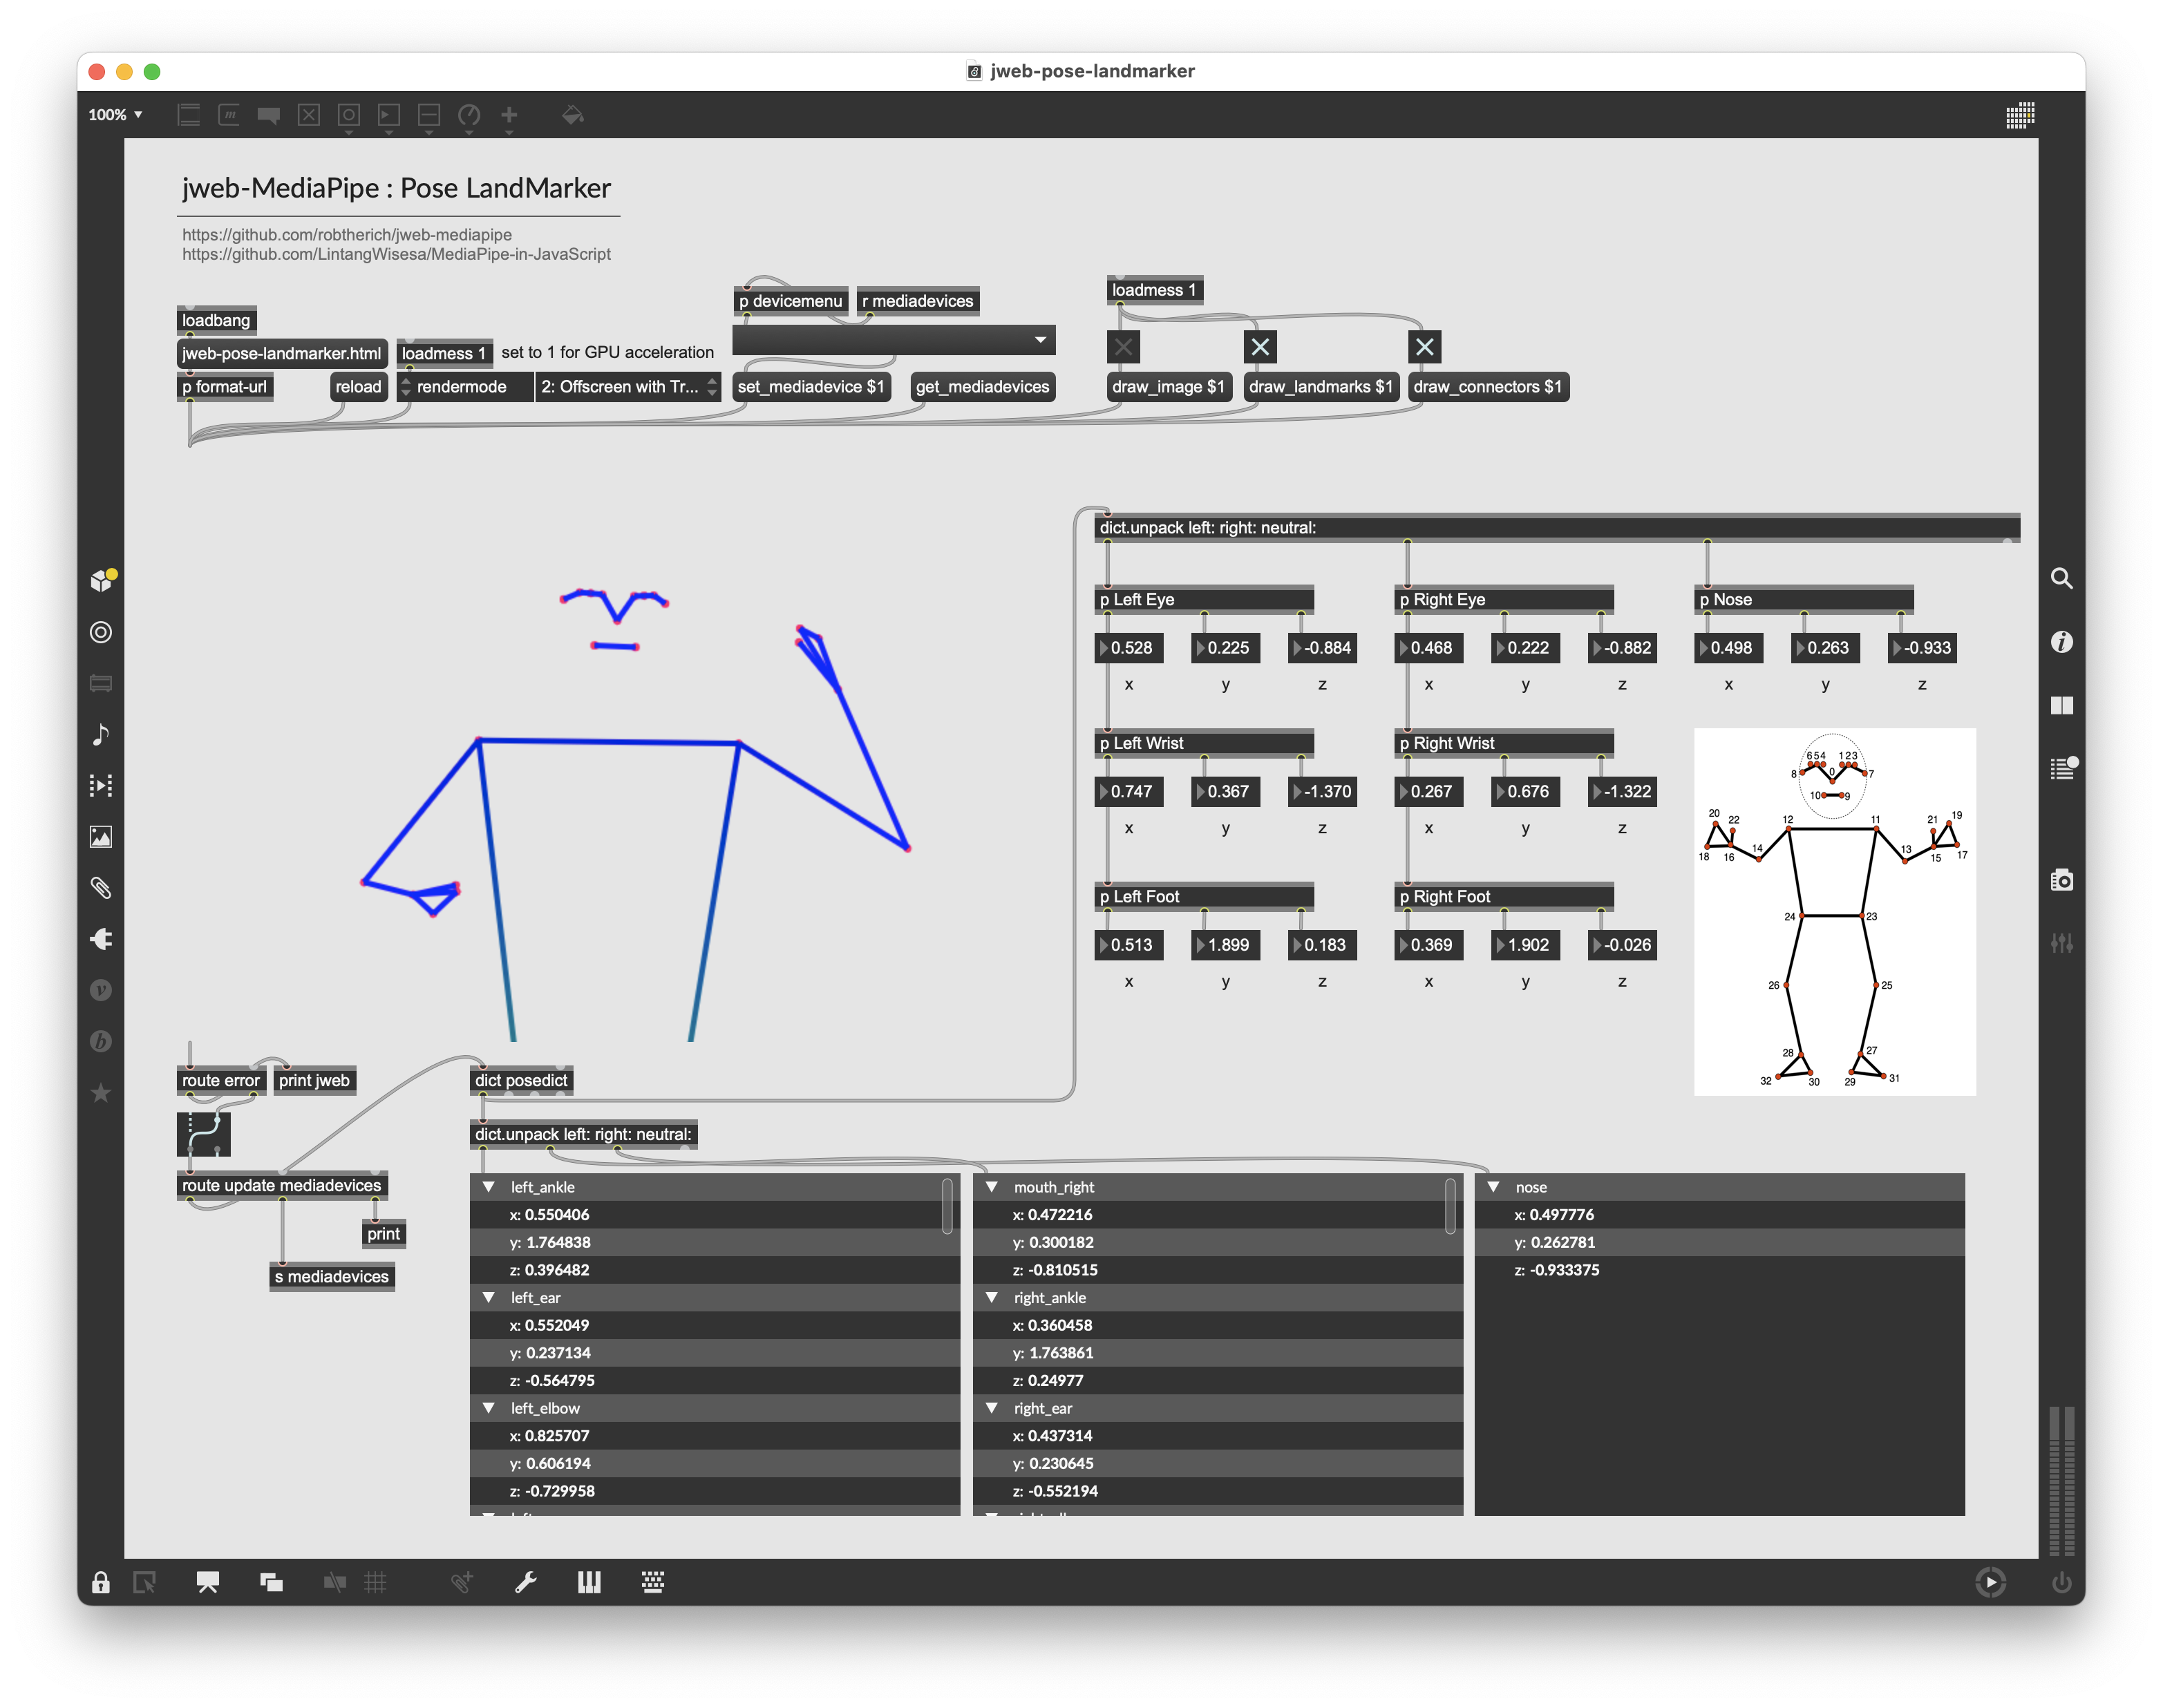 jweb-pose-landmarker
100%
jweb-MediaPipe : Pose LandMarker
https://github.com/robtherich/jweb-mediapipe
https://github.com/LintangWisesa/MediaPipe-in-JavaScript
loadbang
jweb-pose-landmarker.html
loadmess 1
set to 1 for GPU acceleration
p format-url
reload
rendermode
2: Offscreen with Tr...
p devicemenu
r mediadevices
set_mediadevice $1
get_mediadevices
loadmess 1
draw_image $1
draw_landmarks $1
draw_connectors $1
dict.unpack left: right: neutral:
p Left Eye
p Right Eye
p Nose
0.528 0.225 -0.884
0.468 0.222 -0.882
0.498 0.263 -0.933
x y z
x y z
x y z
p Left Wrist
p Right Wrist
0.747 0.367 -1.370
0.267 0.676 -1.322
x y z
x y z
p Left Foot
p Right Foot
0.513 1.899 0.183
0.369 1.902 -0.026
x y z
x y z
654 123
8 0 7
10 9
20 22 12 11 21 19
18 16 14 13 15 17
24 23
26 25
28 27
32 30 29 31
route error
print jweb
route update mediadevices
print
s mediadevices
dict posedict
dict.unpack left: right: neutral:
left_ankle
x: 0.550406
y: 1.764838
z: 0.396482
left_ear
x: 0.552049
y: 0.237134
z: -0.564795
left_elbow
x: 0.825707
y: 0.606194
z: -0.729958
mouth_right
x: 0.472216
y: 0.300182
z: -0.810515
right_ankle
x: 0.360458
y: 1.763861
z: 0.24977
right_ear
x: 0.437314
y: 0.230645
z: -0.552194
nose
x: 0.497776
y: 0.262781
z: -0.933375